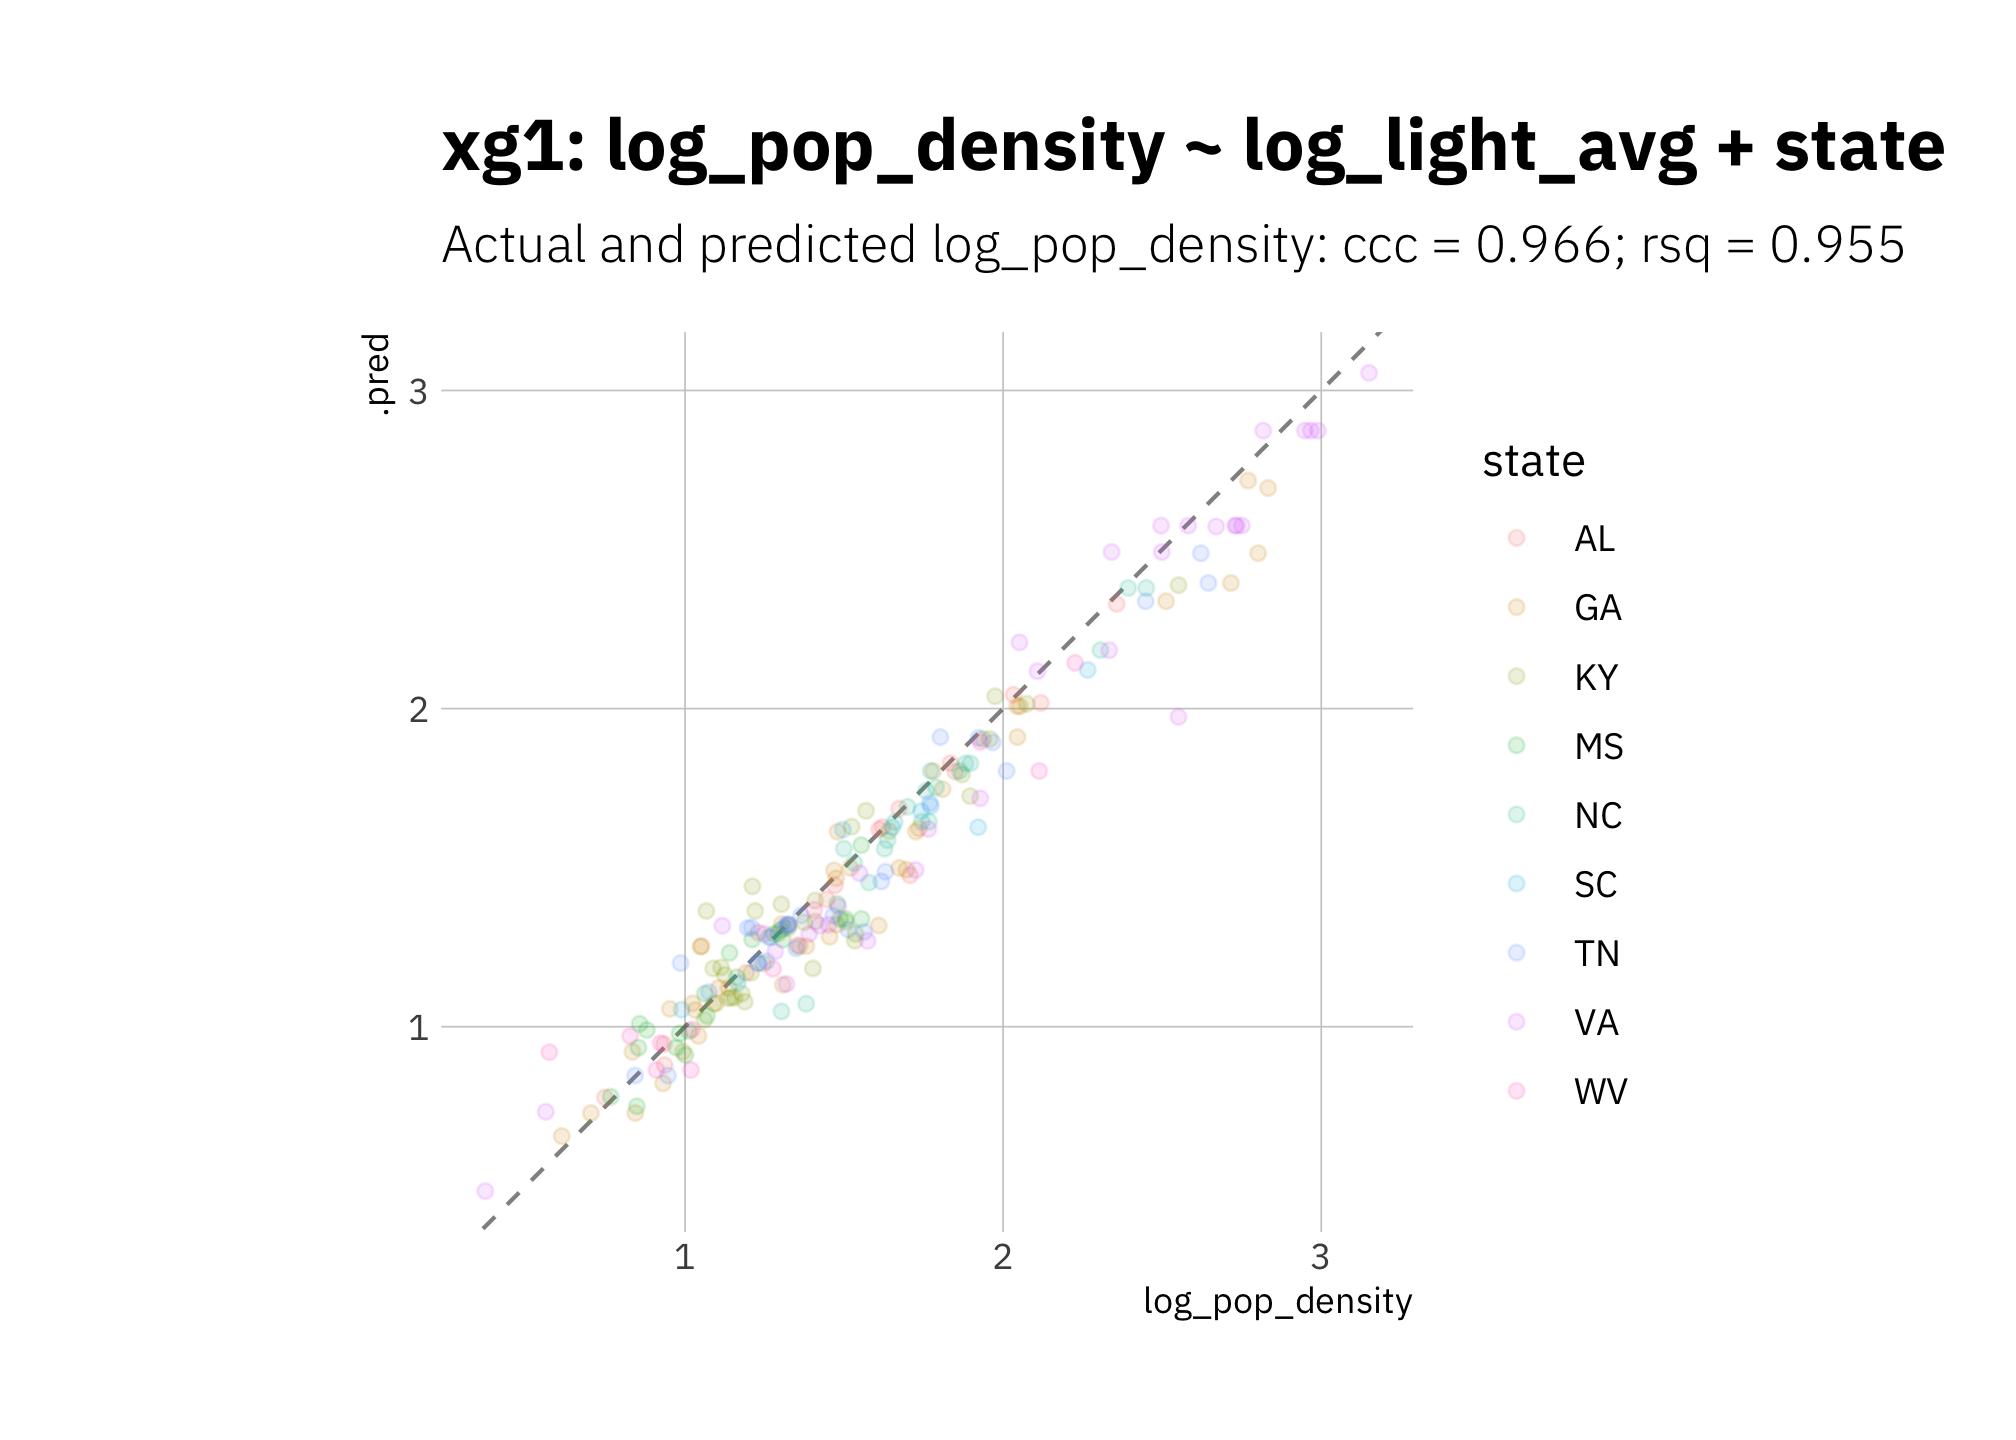 xg1: log_pop_density ~ log_light_avg + state
Actual and predicted log_pop_density: ccc = 0.966; rsq = 0.955
.pred
3
2
1
1
2
3
log_pop_density
state
AL
GA
KY
MS
NC
SC
TN
VA
WV